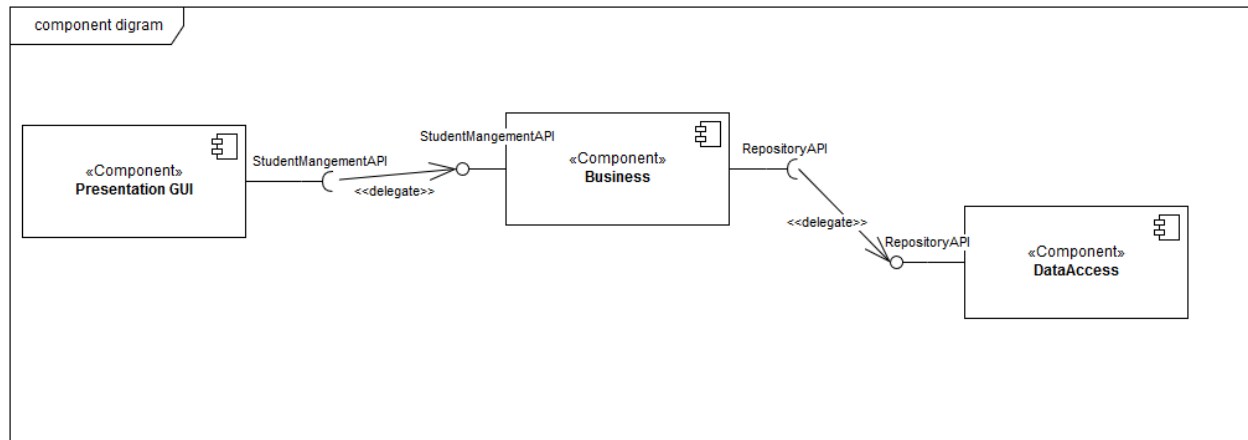 component digram
«Component»
Presentation GUI
StudentMangementAPI
<<delegate>>
StudentMangementAPI
«Component»
Business
RepositoryAPI
<<delegate>>
RepositoryAPI
«Component»
DataAccess